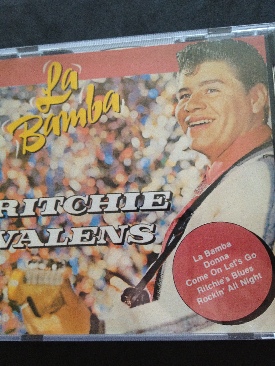 La
Bamba
RITCHIE
VALENS
La Bamba
Donna
Come On Let's Go
Ritchie's Blues
Rockin' All Night